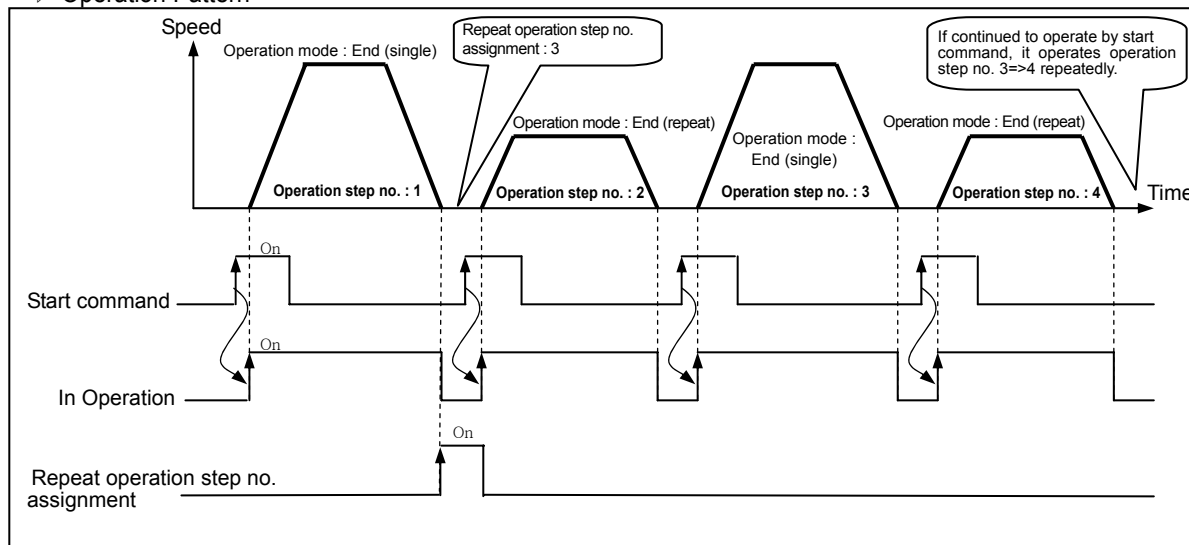 Operation Pattern
Speed
Operation mode : End (single)
Repeat operation step no.
assignment : 3
If continued to operate by start
command, it operates operation
step no. 3=>4 repeatedly.
Operation mode : End (repeat)
Operation mode :
End (single)
Operation mode : End (repeat)
Operation step no. : 1
Operation step no. : 2
Operation step no. : 3
Operation step no. : 4
Time
On
Start command
On
In Operation
On
Repeat operation step no.
assignment